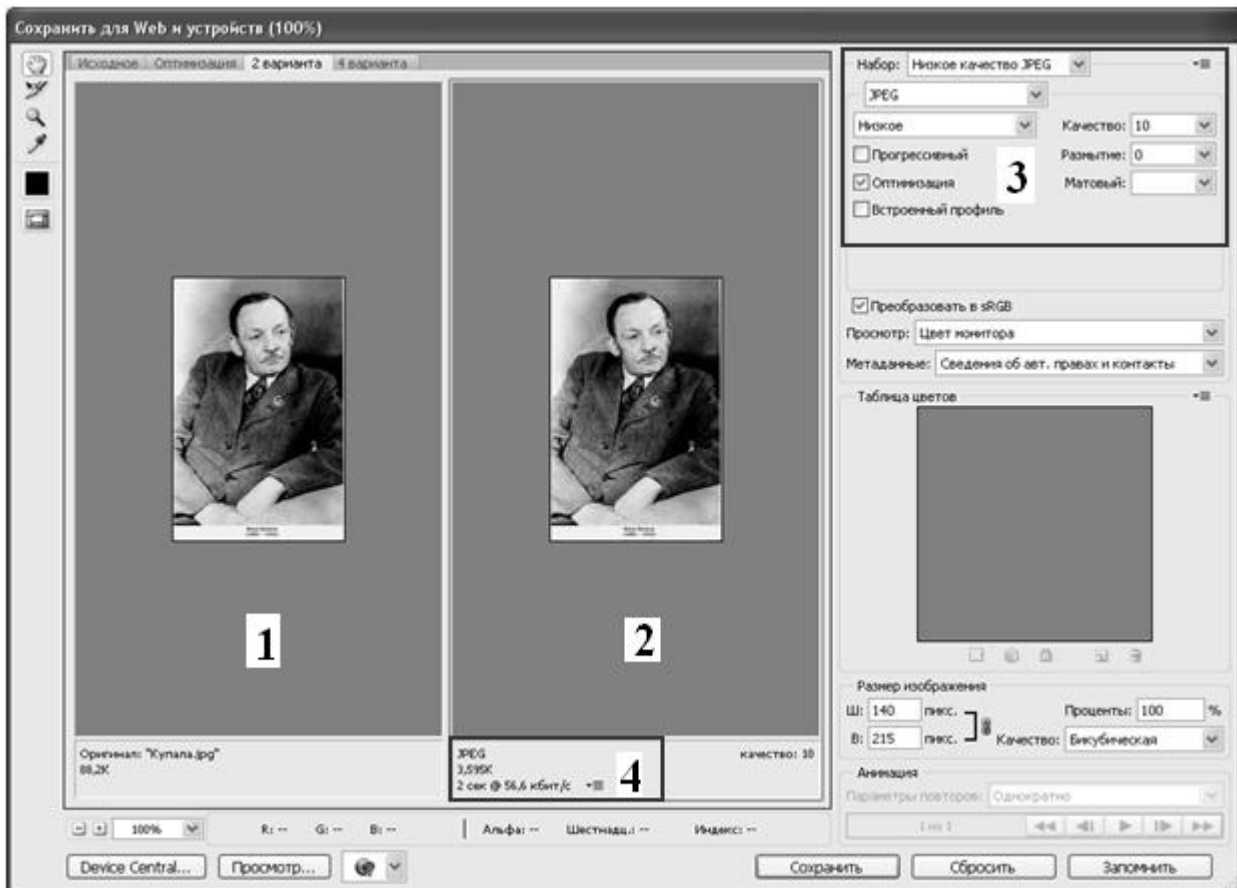 Сохранить для Web и устройств (100%)
Исходное Оптимизация 2 варианта 4 варианта
Набор: Низкое качество JPEG
JPEG
Низкое Качество: 10
Прогрессивный Размытие: 0
Оптимизация Матовый:
Встроенный профиль
3
Преобразовать в sRGB
Просмотр: Цвет монитора
Метаданные: Сведения об авт. правах и контакты
Таблица цветов
1
2
Размер изображения
Ш: 140 пикс. Проценты: 100 %
В: 215 пикс. Качество: Бикубическая
Оригинал: "Купала.jpg"
88,2K
JPEG качество: 10
3,595K
2 сек @ 56,6 кбит/с
4
Анимация
Параметры повторов: Однократно
1 из 1
100% R: -- G: -- B: -- Альфа: -- Шестнадц.: -- Индекс: --
Device Central... Просмотр... Сохранить Сбросить Запомнить